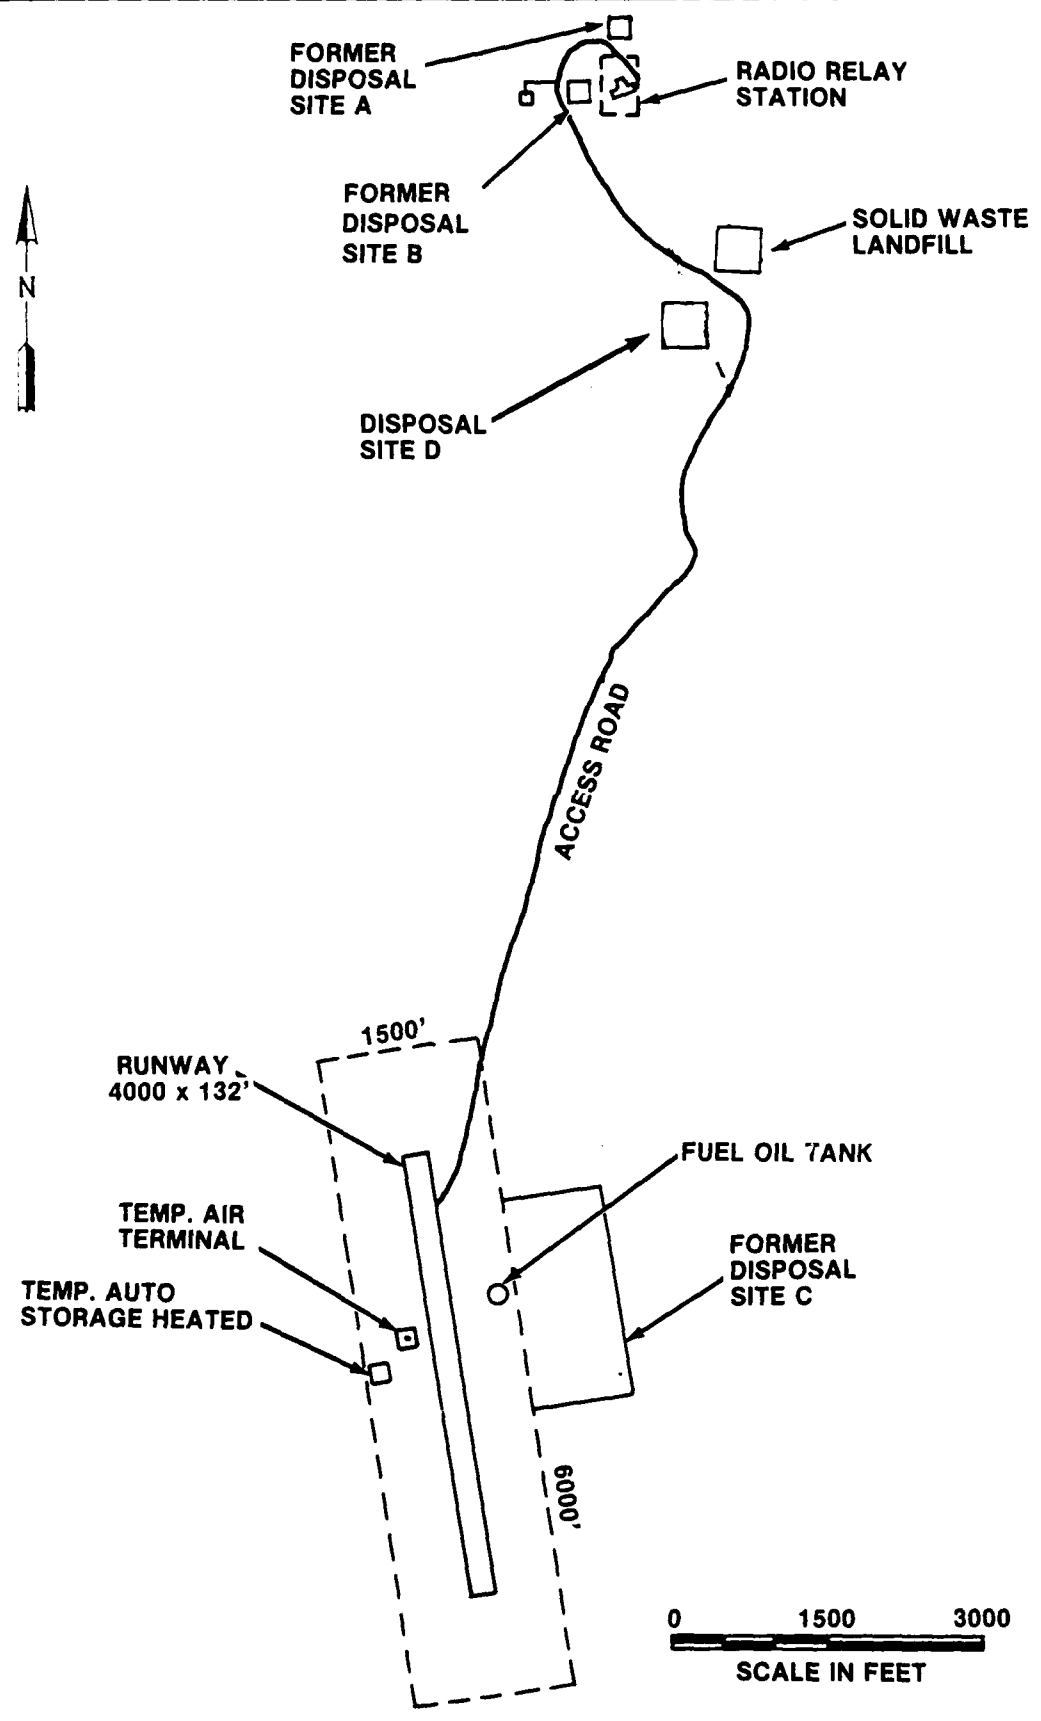 FORMER
DISPOSAL
SITE A
RADIO RELAY
STATION
FORMER
DISPOSAL
SITE B
SOLID WASTE
LANDFILL
N
DISPOSAL
SITE D
ACCESS ROAD
1500'
RUNWAY
4000 x 132'
FUEL OIL TANK
TEMP. AIR
TERMINAL
FORMER
DISPOSAL
SITE C
TEMP. AUTO
STORAGE HEATED
6000'
0 1500 3000
SCALE IN FEET